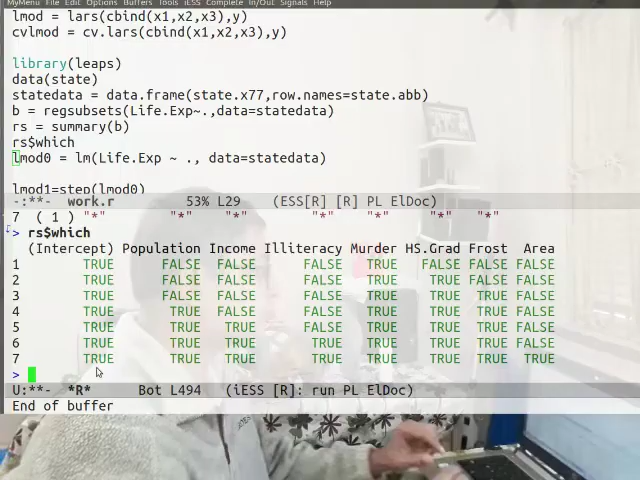 MyMenu File Edit Options Buffers Tools iESS Complete In/Out Signals Help
lmod = lars(cbind(x1,x2,x3),y)
cvlmod = cv.lars(cbind(x1,x2,x3),y)
library(leaps)
data(state)
statedata = data.frame(state.x77,row.names=state.abb)
b = regsubsets(Life.Exp~.,data=statedata)
rs = summary(b)
rs$which
lmod0 = lm(Life.Exp ~ ., data=statedata)
lmod1=step(lmod0)
-:**- work.r 53% L29 (ESS[R] [R] PL ElDoc)
7 ( 1 ) "*" "*" "*" "*" "*" "*" "*"
> rs$which
(Intercept) Population Income Illiteracy Murder HS.Grad Frost Area
1 TRUE FALSE FALSE FALSE TRUE FALSE FALSE FALSE
2 TRUE FALSE FALSE FALSE TRUE TRUE FALSE FALSE
3 TRUE FALSE FALSE FALSE TRUE TRUE TRUE FALSE
4 TRUE TRUE FALSE FALSE TRUE TRUE TRUE FALSE
5 TRUE TRUE TRUE FALSE TRUE TRUE TRUE FALSE
6 TRUE TRUE TRUE TRUE TRUE TRUE TRUE FALSE
7 TRUE TRUE TRUE TRUE TRUE TRUE TRUE TRUE
>
U:**- *R* Bot L494 (iESS [R]: run PL ElDoc)
End of buffer